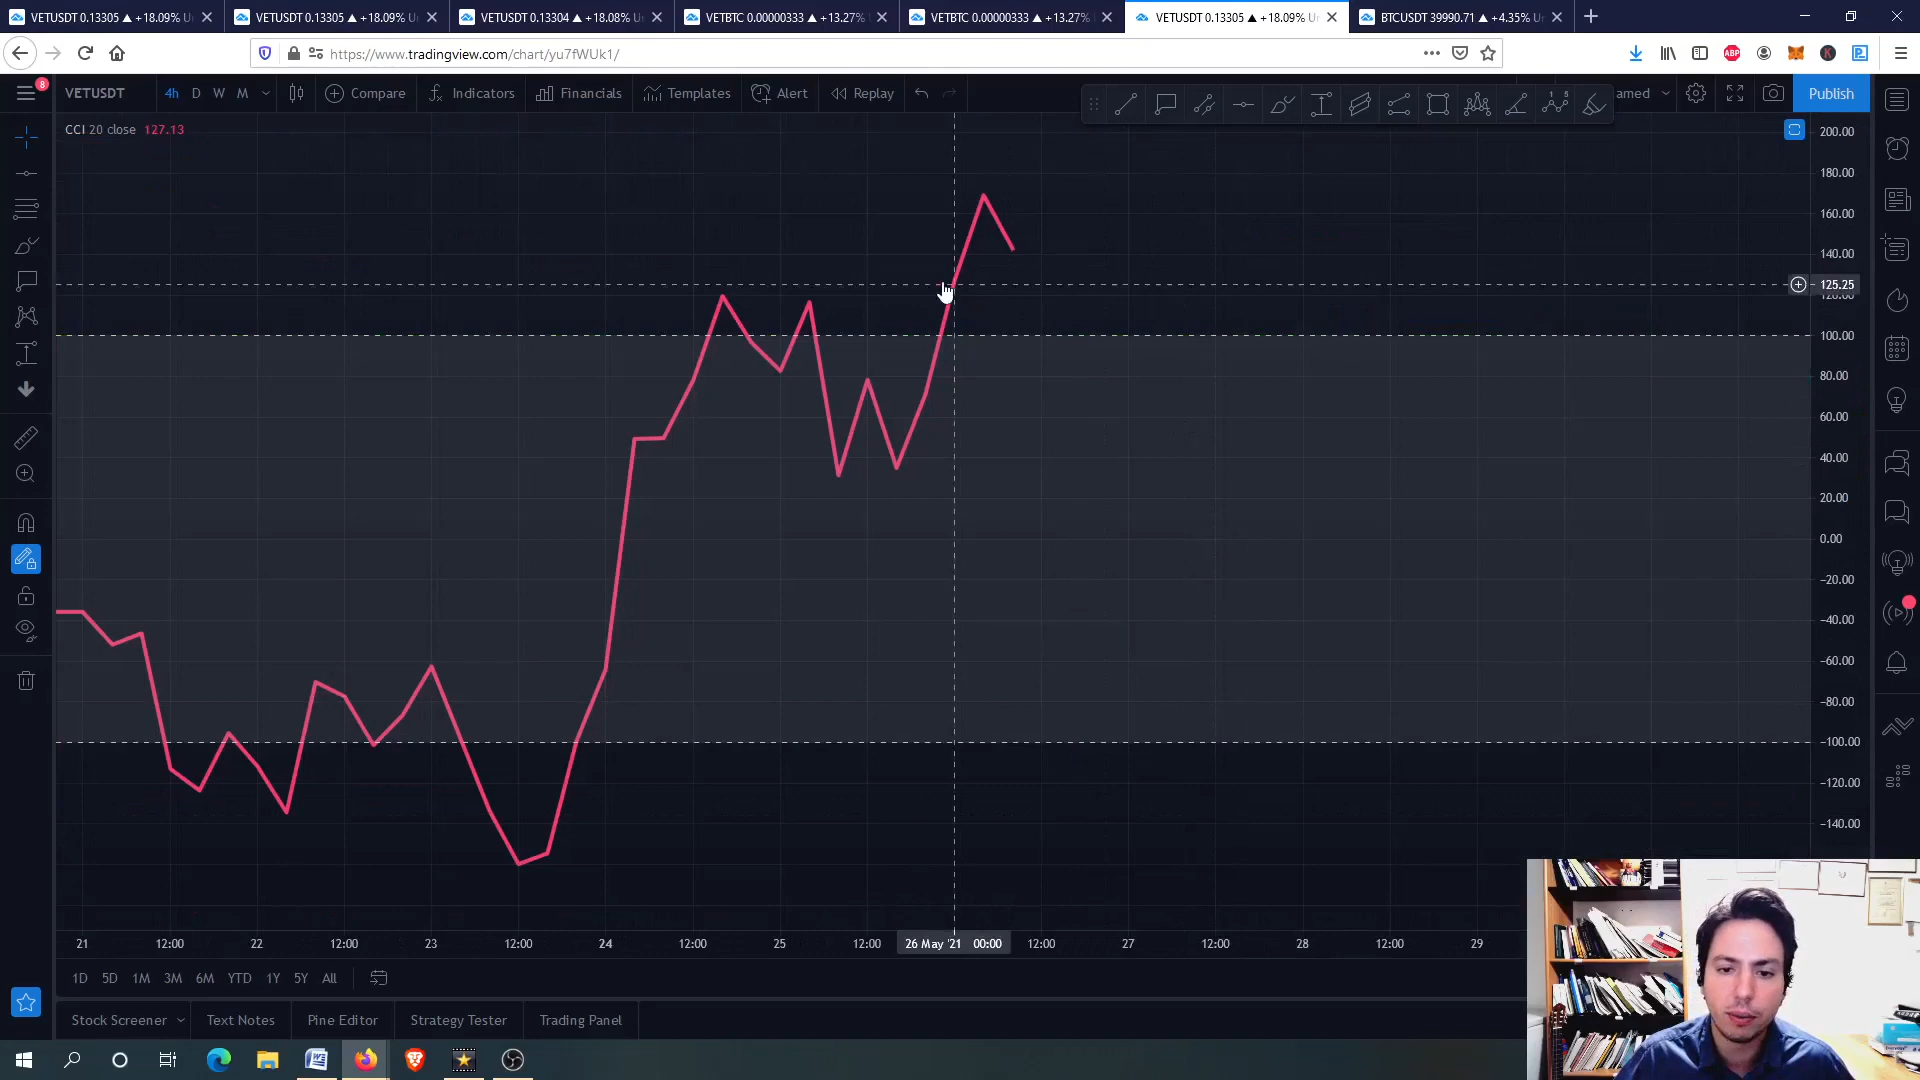 VETUSDT 0.13305 ▲ +18.09% U
VETUSDT 0.13305 ▲ +18.09% U
VETUSDT 0.13304 ▲ +18.08% U
VETBTC 0.00000333 ▲ +13.27%
VETBTC 0.00000333 ▲ +13.27%
VETUSDT 0.13305 ▲ +18.09% U
BTCUSDT 39990.71 ▲ +4.35% U
https://www.tradingview.com/chart/yu7fWUk1/
ABP
8
VETUSDT
4h D W M
Compare
Indicators
Financials
Templates
Alert
Replay
amed
Publish
CCI 20 close 127.13
200.00
180.00
160.00
140.00
125.25
120.00
100.00
80.00
60.00
40.00
20.00
0.00
−20.00
−40.00
−60.00
−80.00
−100.00
−120.00
−140.00
21 12:00 22 12:00 23 12:00 24 12:00 25 12:00 26 May '21 00:00 12:00 27 12:00 28 12:00 29
1D 5D 1M 3M 6M YTD 1Y 5Y All
Stock Screener Text Notes Pine Editor Strategy Tester Trading Panel